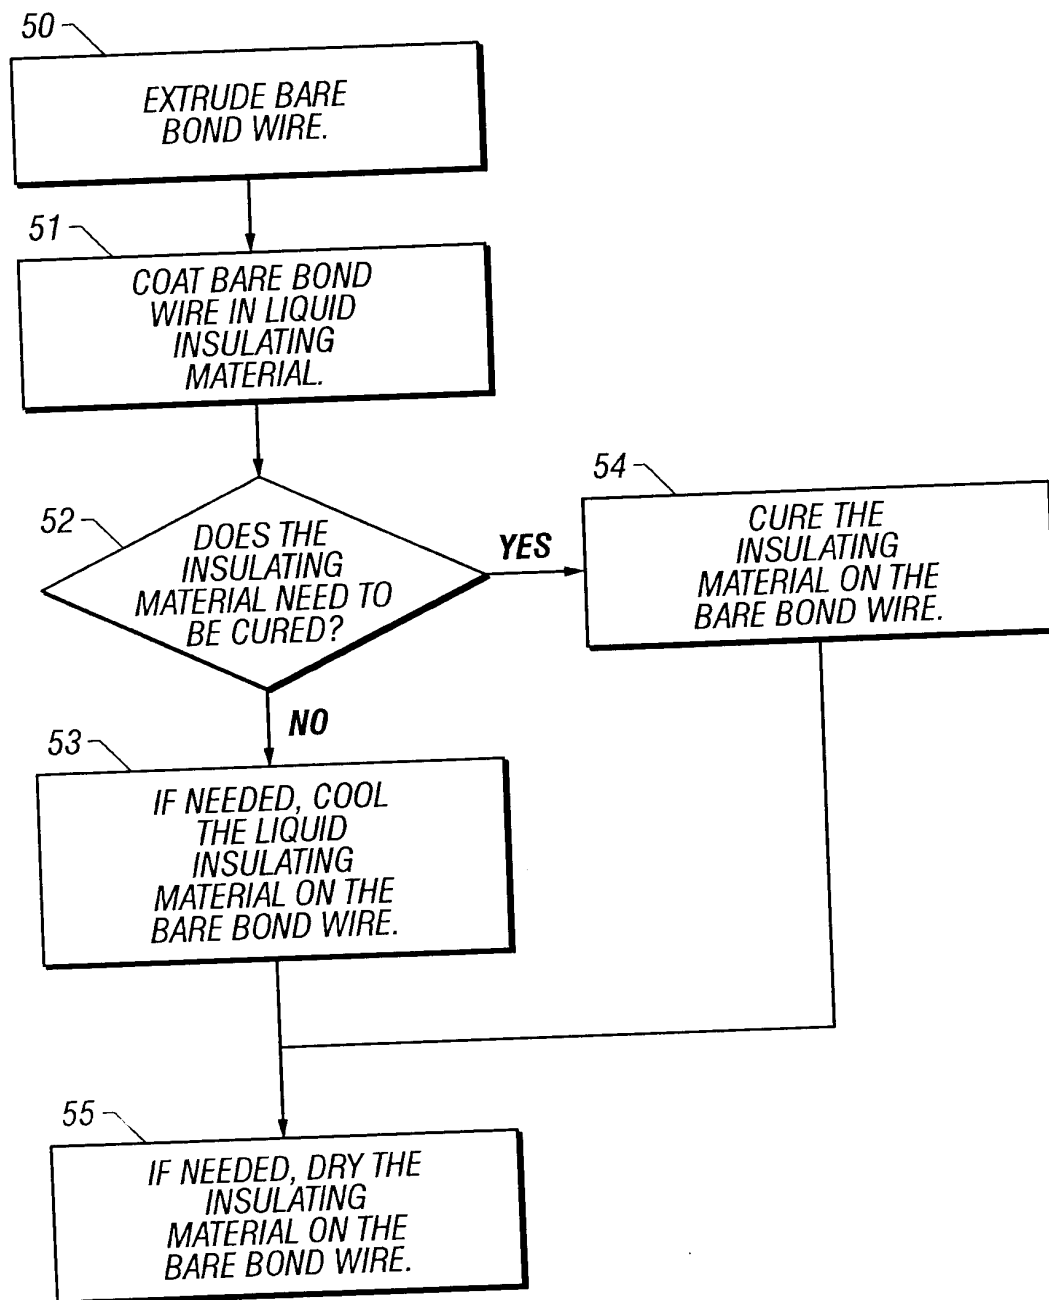 50
EXTRUDE BARE
BOND WIRE.
51
COAT BARE BOND
WIRE IN LIQUID
INSULATING
MATERIAL.
52
DOES THE
INSULATING
MATERIAL NEED TO
BE CURED?
YES
54
CURE THE
INSULATING
MATERIAL ON THE
BARE BOND WIRE.
NO
53
IF NEEDED, COOL
THE LIQUID
INSULATING
MATERIAL ON THE
BARE BOND WIRE.
55
IF NEEDED, DRY THE
INSULATING
MATERIAL ON THE
BARE BOND WIRE.